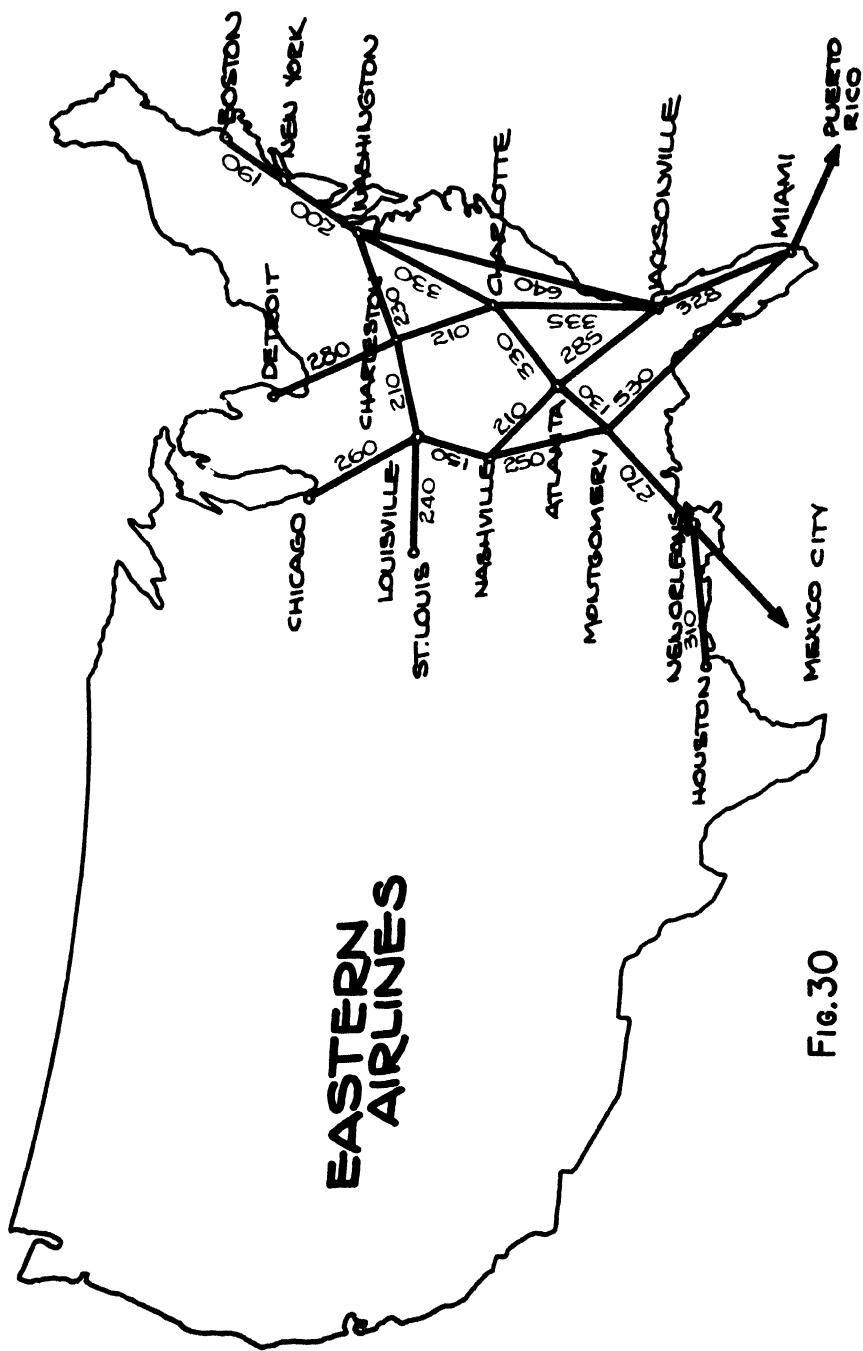 EASTERN
AIRLINES
BOSTON
190
NEW YORK
200
WASHINGTON
DETROIT
280
CHARLESTON
230
330
CHARLOTTE
640
210
210
CHICAGO
260
LOUISVILLE
240
ST.LOUIS
150
NASHVILLE
210
250
330
335
285
ATLANTA
130
MONTGOMERY
530
JACKSONVILLE
328
MIAMI
PUERTO
RICO
270
NEW ORLEANS
310
HOUSTON
MEXICO CITY
FIG.30